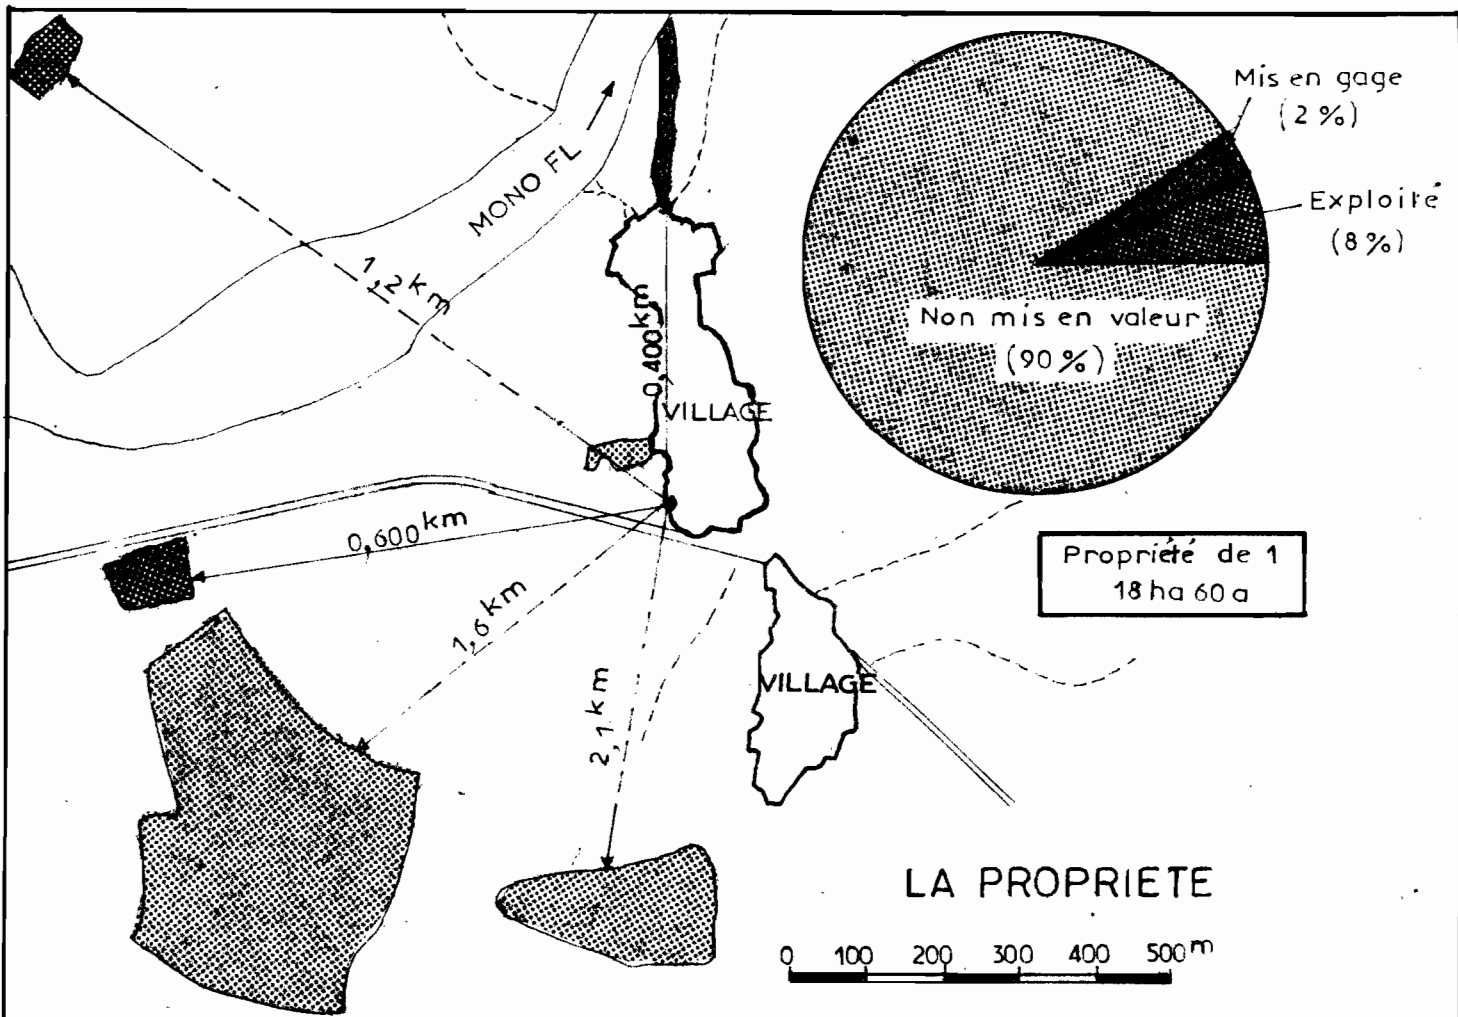 Mis en gage
(2%)
Exploité
(8%)
MONO FL
1,2 km
0,400 km
Non mis en valeur
(90%)
VILLAGE
0,600 km
Propriété de 1
18 ha 60 a
1,6 km
VILLAGE
2,1 km
LA PROPRIETE
0 100 200 300 400 500 m